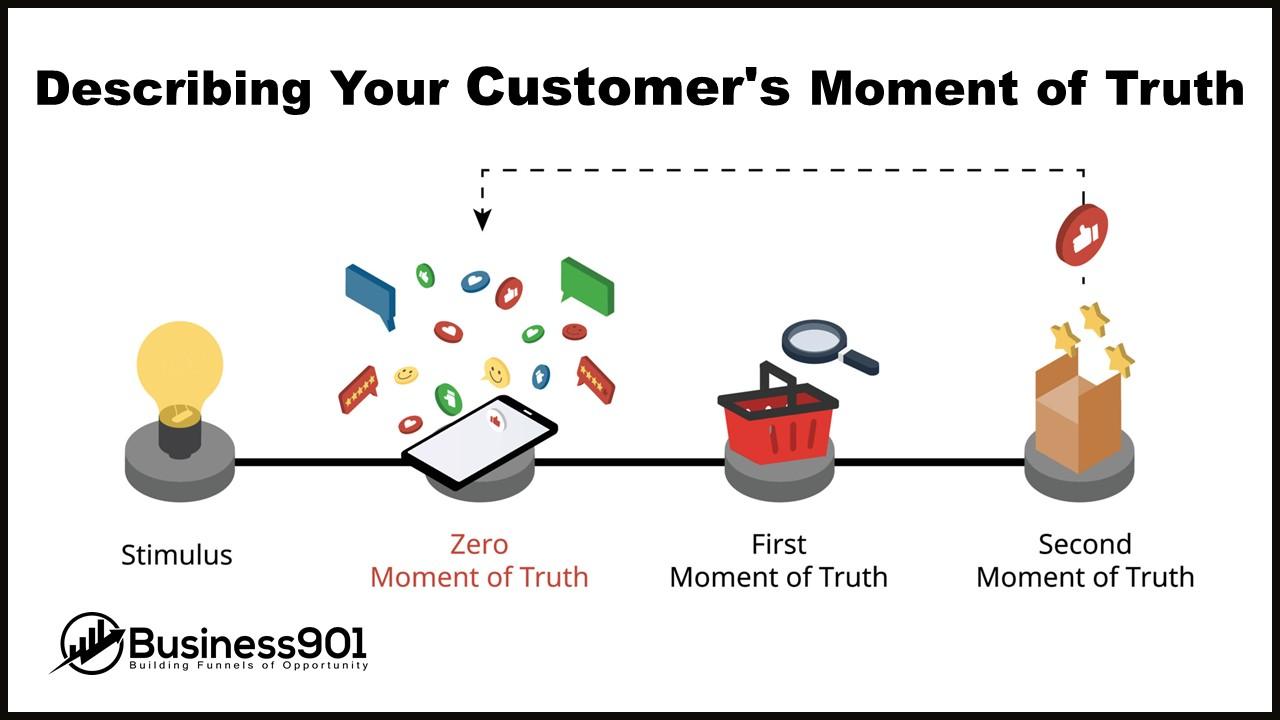 Describing Your Customer's Moment of Truth
Stimulus
Zero
Moment of Truth
First
Moment of Truth
Second
Moment of Truth
Business901
Building Funnels of Opportunity